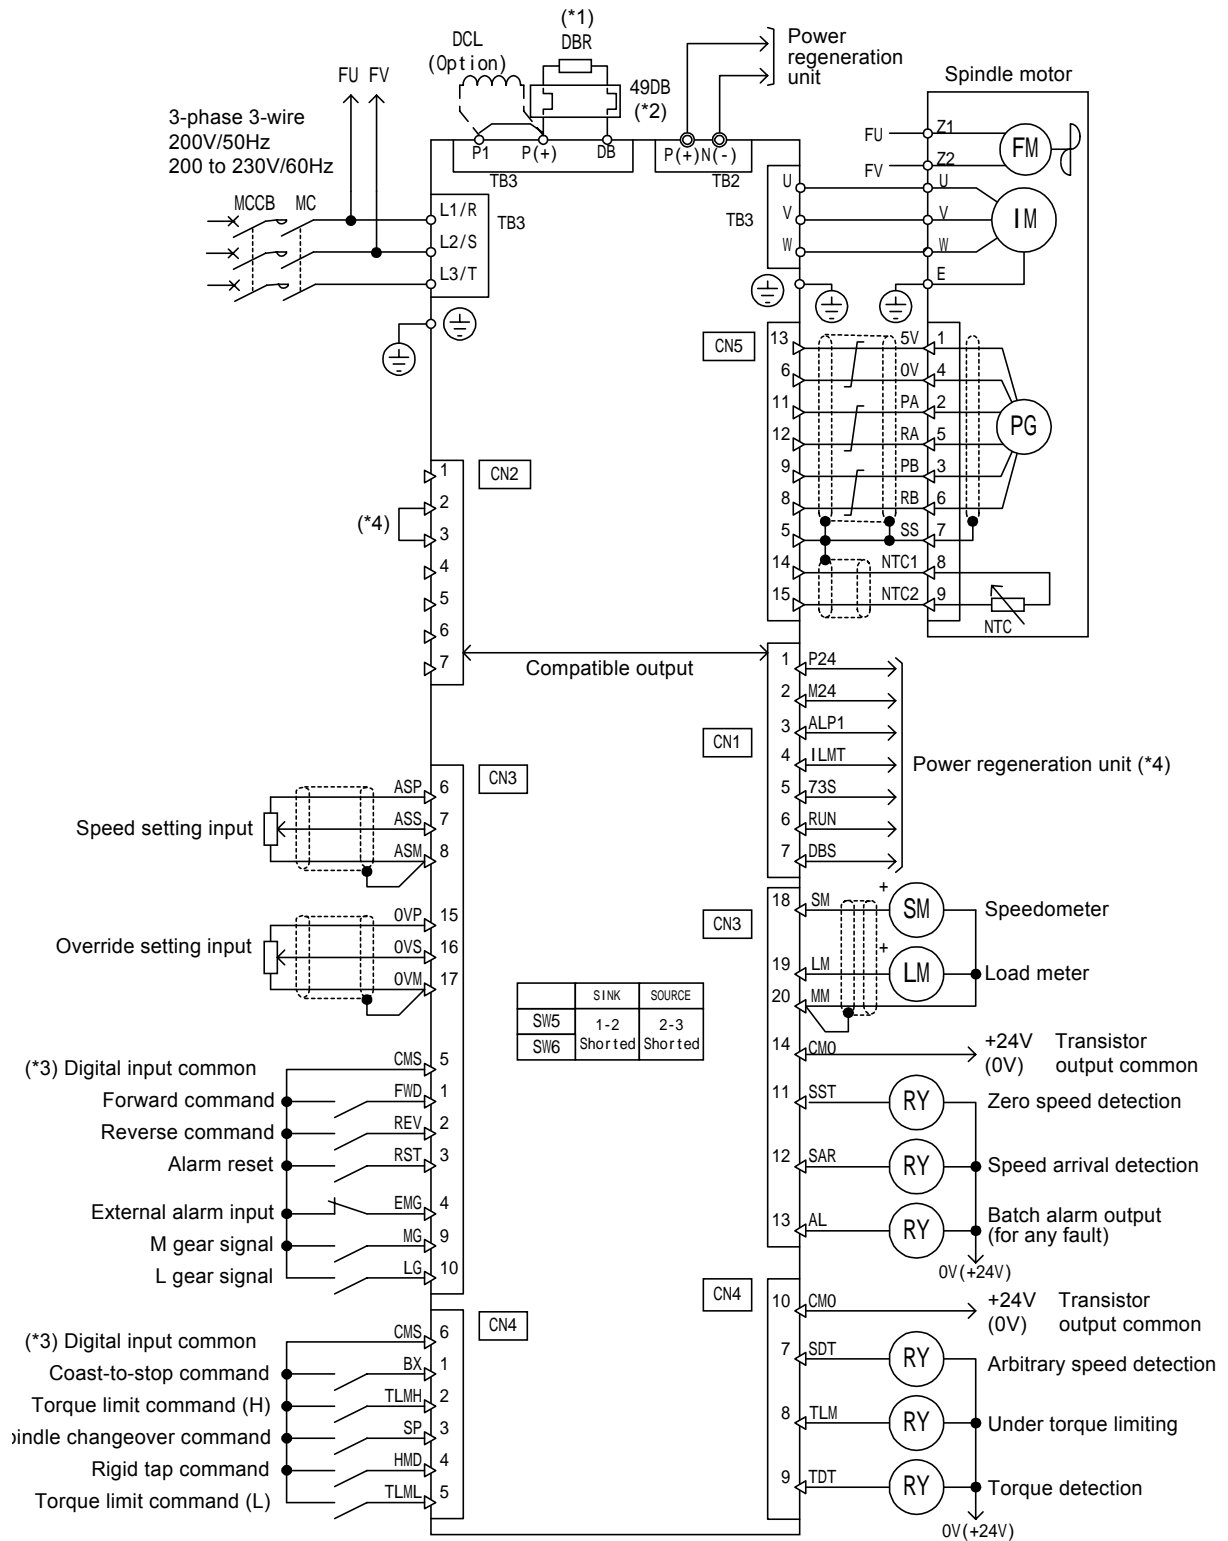 (*1)
DCL DBR
(Option)
Power
regeneration
unit
FU FV
49DB
(*2)
Spindle motor
3-phase 3-wire
200V/50Hz
200 to 230V/60Hz
P1 P(+) DB
TB3
P(+) N(-)
TB2
FU Z1
FM
FV Z2
MCCB MC
L1/R
L2/S
L3/T
TB3
TB3
U U
V V
W W
IM
E
CN5
13 5V 1
6 0V 4
11 PA 2
12 RA 5
9 PB 3
8 RB 6
5 SS 7
14 NTC1 8
15 NTC2 9
PG
NTC
CN2
1
2
(*4)
3
4
5
6
7
Compatible output
CN1
1 P24
2 M24
3 ALP1
4 ILMT
5 73S
6 RUN
7 DBS
Power regeneration unit (*4)
CN3
Speed setting input
ASP 6
ASS 7
ASM 8
Override setting input
OVP 15
OVS 16
OVM 17
CN3
18 SM + SM Speedometer
19 LM + LM Load meter
20 MM
SINK SOURCE
SW5 1-2 2-3
SW6 Shorted Shorted
14 CMO +24V Transistor
(0V) output common
11 SST RY Zero speed detection
12 SAR RY Speed arrival detection
13 AL RY Batch alarm output
(for any fault)
0V(+24V)
(*3) Digital input common CMS 5
Forward command FWD 1
Reverse command REV 2
Alarm reset RST 3
External alarm input EMG 4
M gear signal MG 9
L gear signal LG 10
CN4
(*3) Digital input common CMS 6
Coast-to-stop command BX 1
Torque limit command (H) TLMH 2
pindle changeover command SP 3
Rigid tap command HMD 4
Torque limit command (L) TLML 5
CN4
10 CMO +24V Transistor
(0V) output common
7 SDT RY Arbitrary speed detection
8 TLM RY Under torque limiting
9 TDT RY Torque detection
0V(+24V)